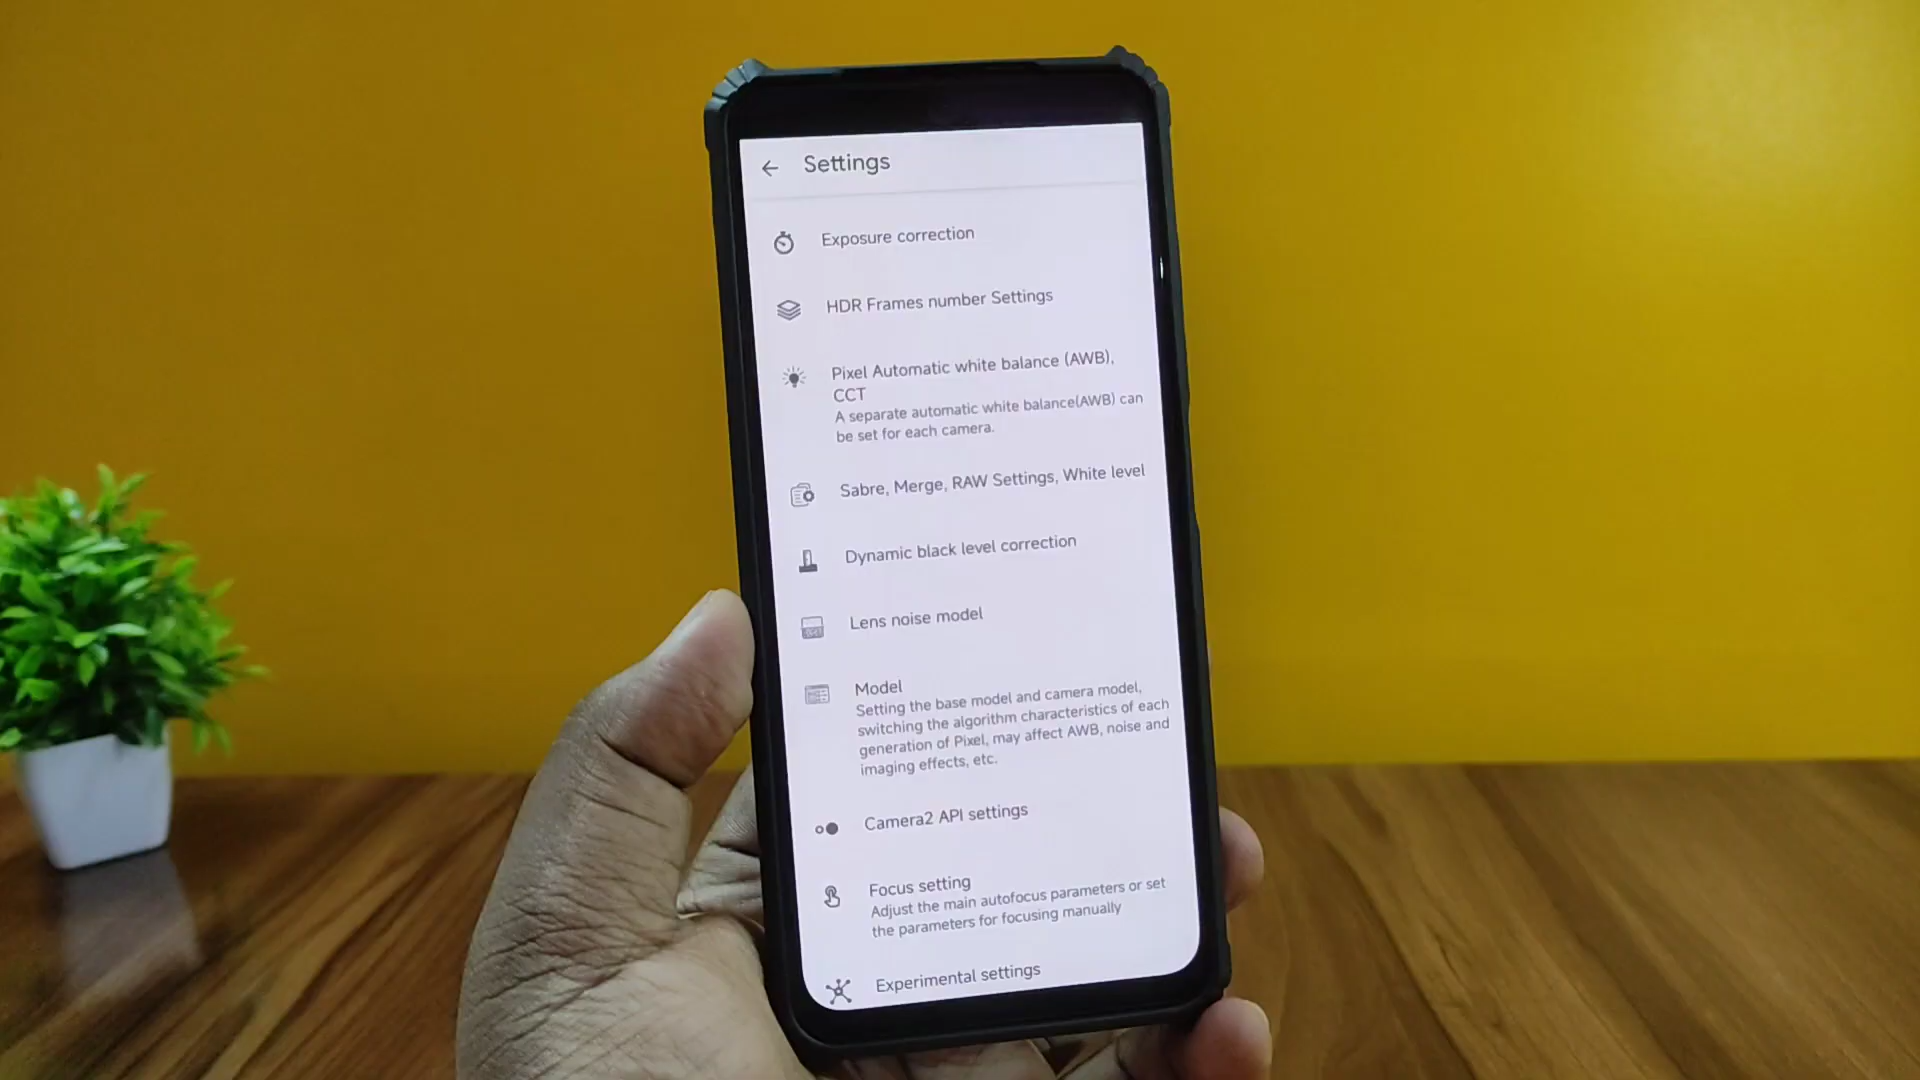 Settings
Exposure correction
HDR Frames number Settings
Pixel Automatic white balance (AWB),
CCT
A separate automatic white balance(AWB) can
be set for each camera.
Sabre, Merge, RAW Settings, White level
Dynamic black level correction
Lens noise model
Model
Setting the base model and camera model,
switching the algorithm characteristics of each
generation of Pixel, may affect AWB, noise and
imaging effects, etc.
Camera2 API settings
Focus setting
Adjust the main autofocus parameters or set
the parameters for focusing manually
Experimental settings